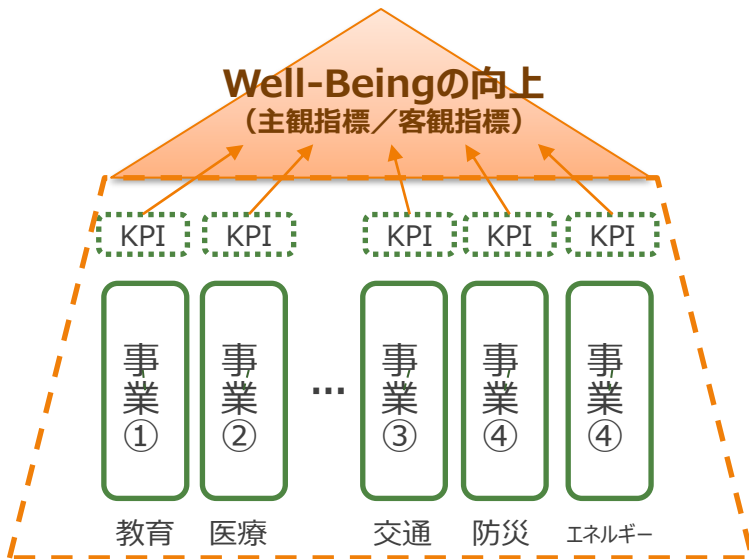 Well-Beingの向上
（主観指標／客観指標）
KPI
KPI
KPI
KPI
KPI
事業①
事業②
…
事業③
事業④
事業④
教育
医療
交通
防災
エネルギー